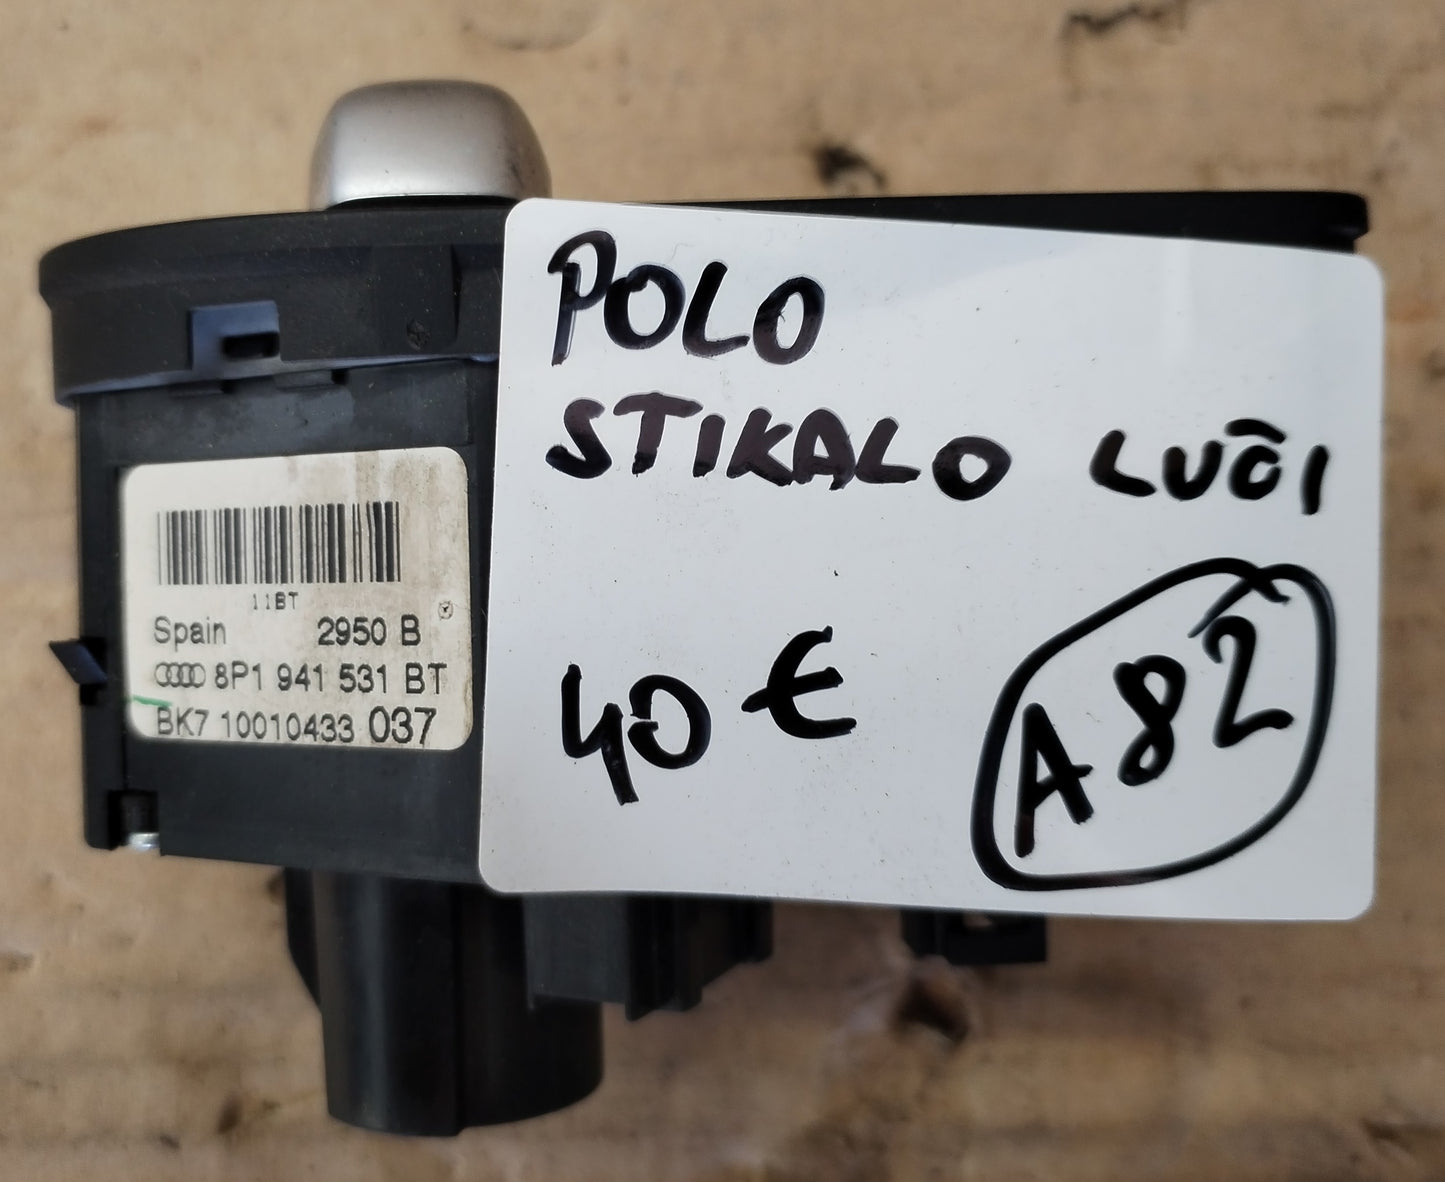 POLO
STIKALO LUČI
40 €
A82
11BT
Spain 2950 B
8P1 941 531 BT
BK7 10010433 037